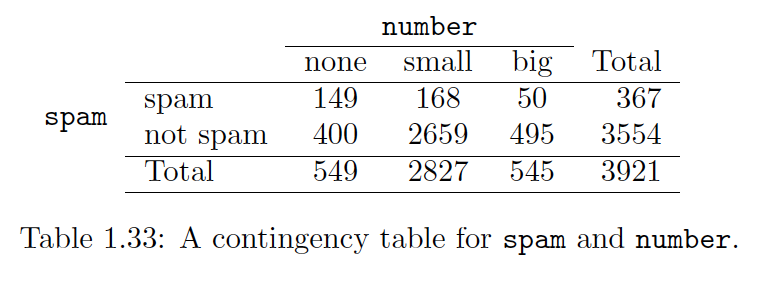 number
none small big Total
spam 149 168 50 367
spam
not spam 400 2659 495 3554
Total 549 2827 545 3921
Table 1.33: A contingency table for spam and number.